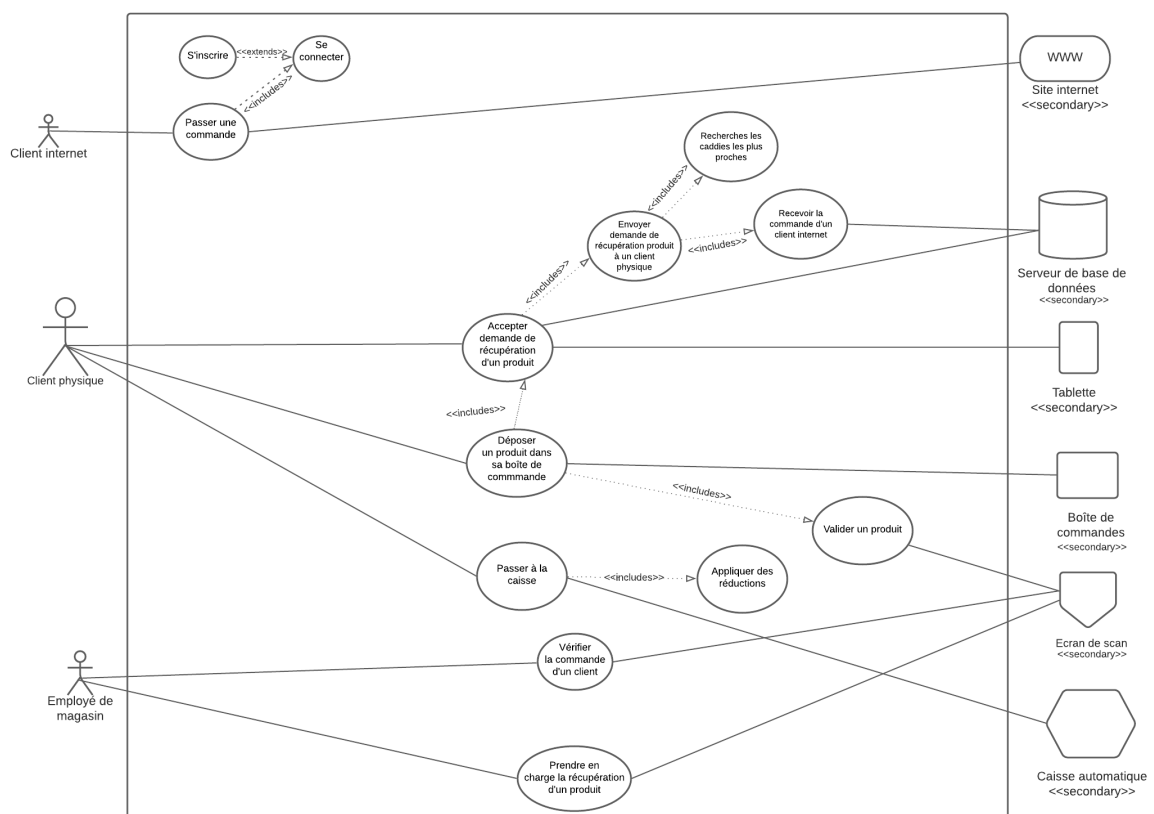 S'inscrire
<<extends>>
Se
connecter
<<includes>>
Passer une
commande
Client internet
WWW
Site internet
<<secondary>>
Recherches les
caddies les plus
proches
<<includes>>
Envoyer
demande de
récupération produit
à un client
physique
<<includes>>
Recevoir la
commande d'un
client internet
Serveur de base de
données
<<secondary>>
<<includes>>
Client physique
Accepter
demande de
récupération
d'un produit
Tablette
<<secondary>>
<<includes>>
Déposer
un produit dans
sa boîte de
commmande
<<includes>>
Valider un produit
Boîte de
commandes
<<secondary>>
Passer à la
caisse
<<includes>>
Appliquer des
réductions
Ecran de scan
<<secondary>>
Employé de
magasin
Vérifier
la commande
d'un client
Prendre en
charge la récupération
d'un produit
Caisse automatique
<<secondary>>